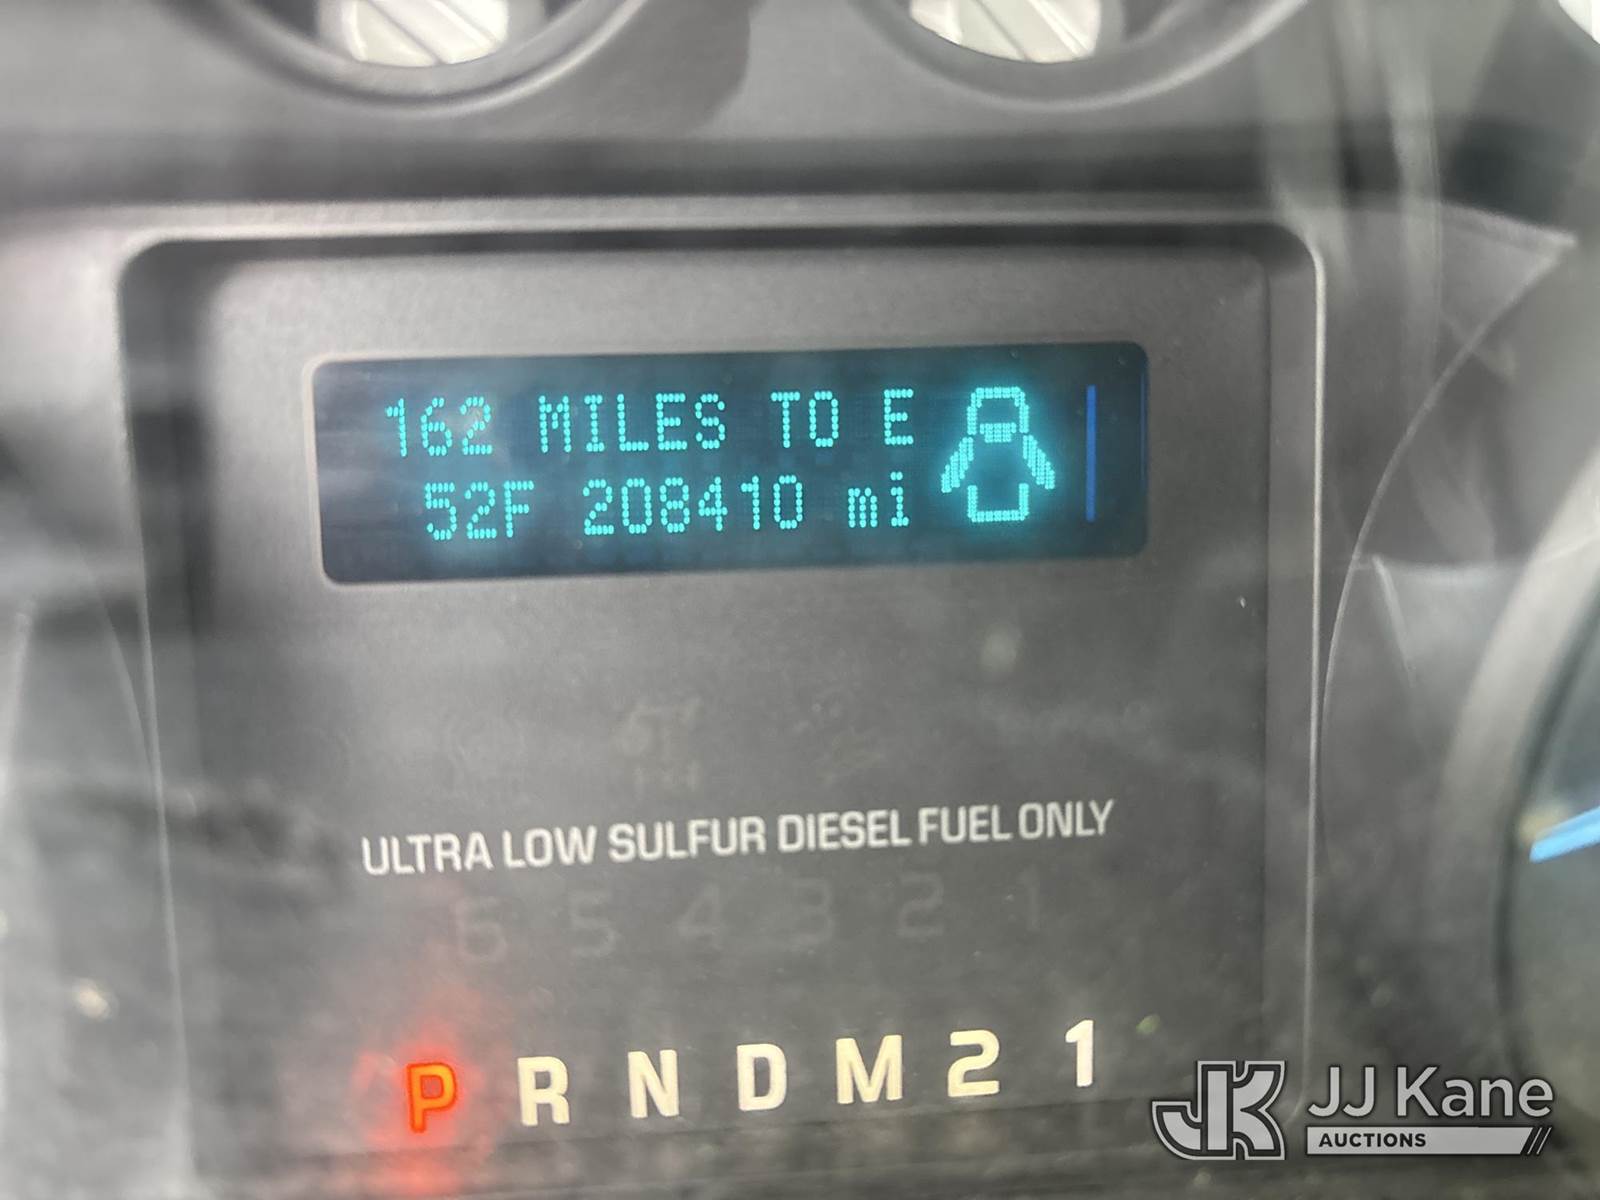 162 MILES TO E
52F 208410 mi
ULTRA LOW SULFUR DIESEL FUEL ONLY
6 5 4 3 2 1
P R N D M 2 1
JK JJ Kane
AUCTIONS